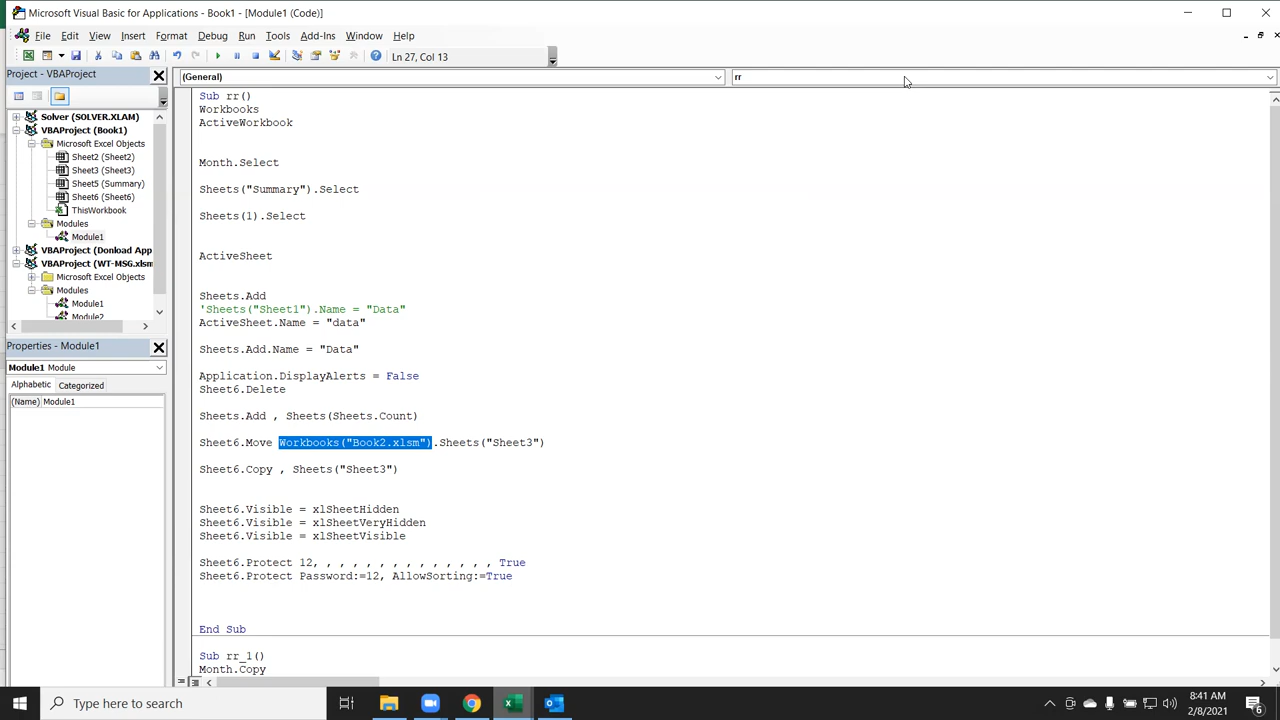 Microsoft Visual Basic for Applications - Book1 - [Module1 (Code)]
File Edit View Insert Format Debug Run Tools Add-Ins Window Help
Ln 27, Col 13
Project - VBAProject
(General)
rr
Solver (SOLVER.XLAM)
VBAProject (Book1)
Microsoft Excel Objects
Sheet2 (Sheet2)
Sheet3 (Sheet3)
Sheet5 (Summary)
Sheet6 (Sheet6)
ThisWorkbook
Modules
Module1
VBAProject (Donload App
VBAProject (WT-MSG.xlsm
Microsoft Excel Objects
Modules
Module1
Module2
Properties - Module1
Module1 Module
Alphabetic Categorized
(Name) Module1
Sub rr()
Workbooks
ActiveWorkbook
Month.Select
Sheets("Summary").Select
Sheets(1).Select
ActiveSheet
Sheets.Add
'Sheets("Sheet1").Name = "Data"
ActiveSheet.Name = "data"
Sheets.Add.Name = "Data"
Application.DisplayAlerts = False
Sheet6.Delete
Sheets.Add , Sheets(Sheets.Count)
Sheet6.Move Workbooks("Book2.xlsm").Sheets("Sheet3")
Sheet6.Copy , Sheets("Sheet3")
Sheet6.Visible = xlSheetHidden
Sheet6.Visible = xlSheetVeryHidden
Sheet6.Visible = xlSheetVisible
Sheet6.Protect 12, , , , , , , , , , , , , , True
Sheet6.Protect Password:=12, AllowSorting:=True
End Sub
Sub rr_1()
Month.Copy
Type here to search
8:41 AM
2/8/2021
6